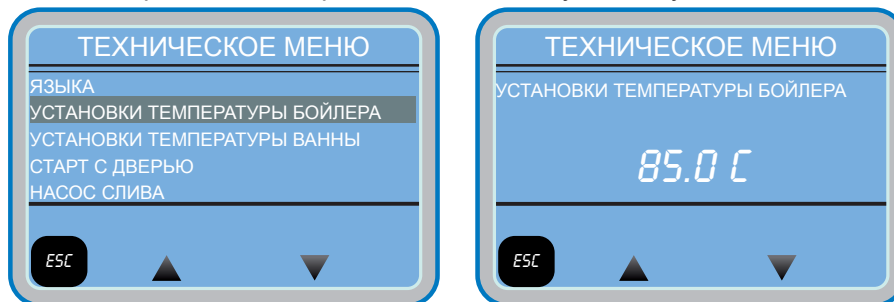 ТЕХНИЧЕСКОЕ МЕНЮ
ЯЗЫКА
УСТАНОВКИ ТЕМПЕРАТУРЫ БОЙЛЕРА
УСТАНОВКИ ТЕМПЕРАТУРЫ ВАННЫ
СТАРТ С ДВЕРЬЮ
НАСОС СЛИВА
ESC
ТЕХНИЧЕСКОЕ МЕНЮ
УСТАНОВКИ ТЕМПЕРАТУРЫ БОЙЛЕРА
85.0 C
ESC